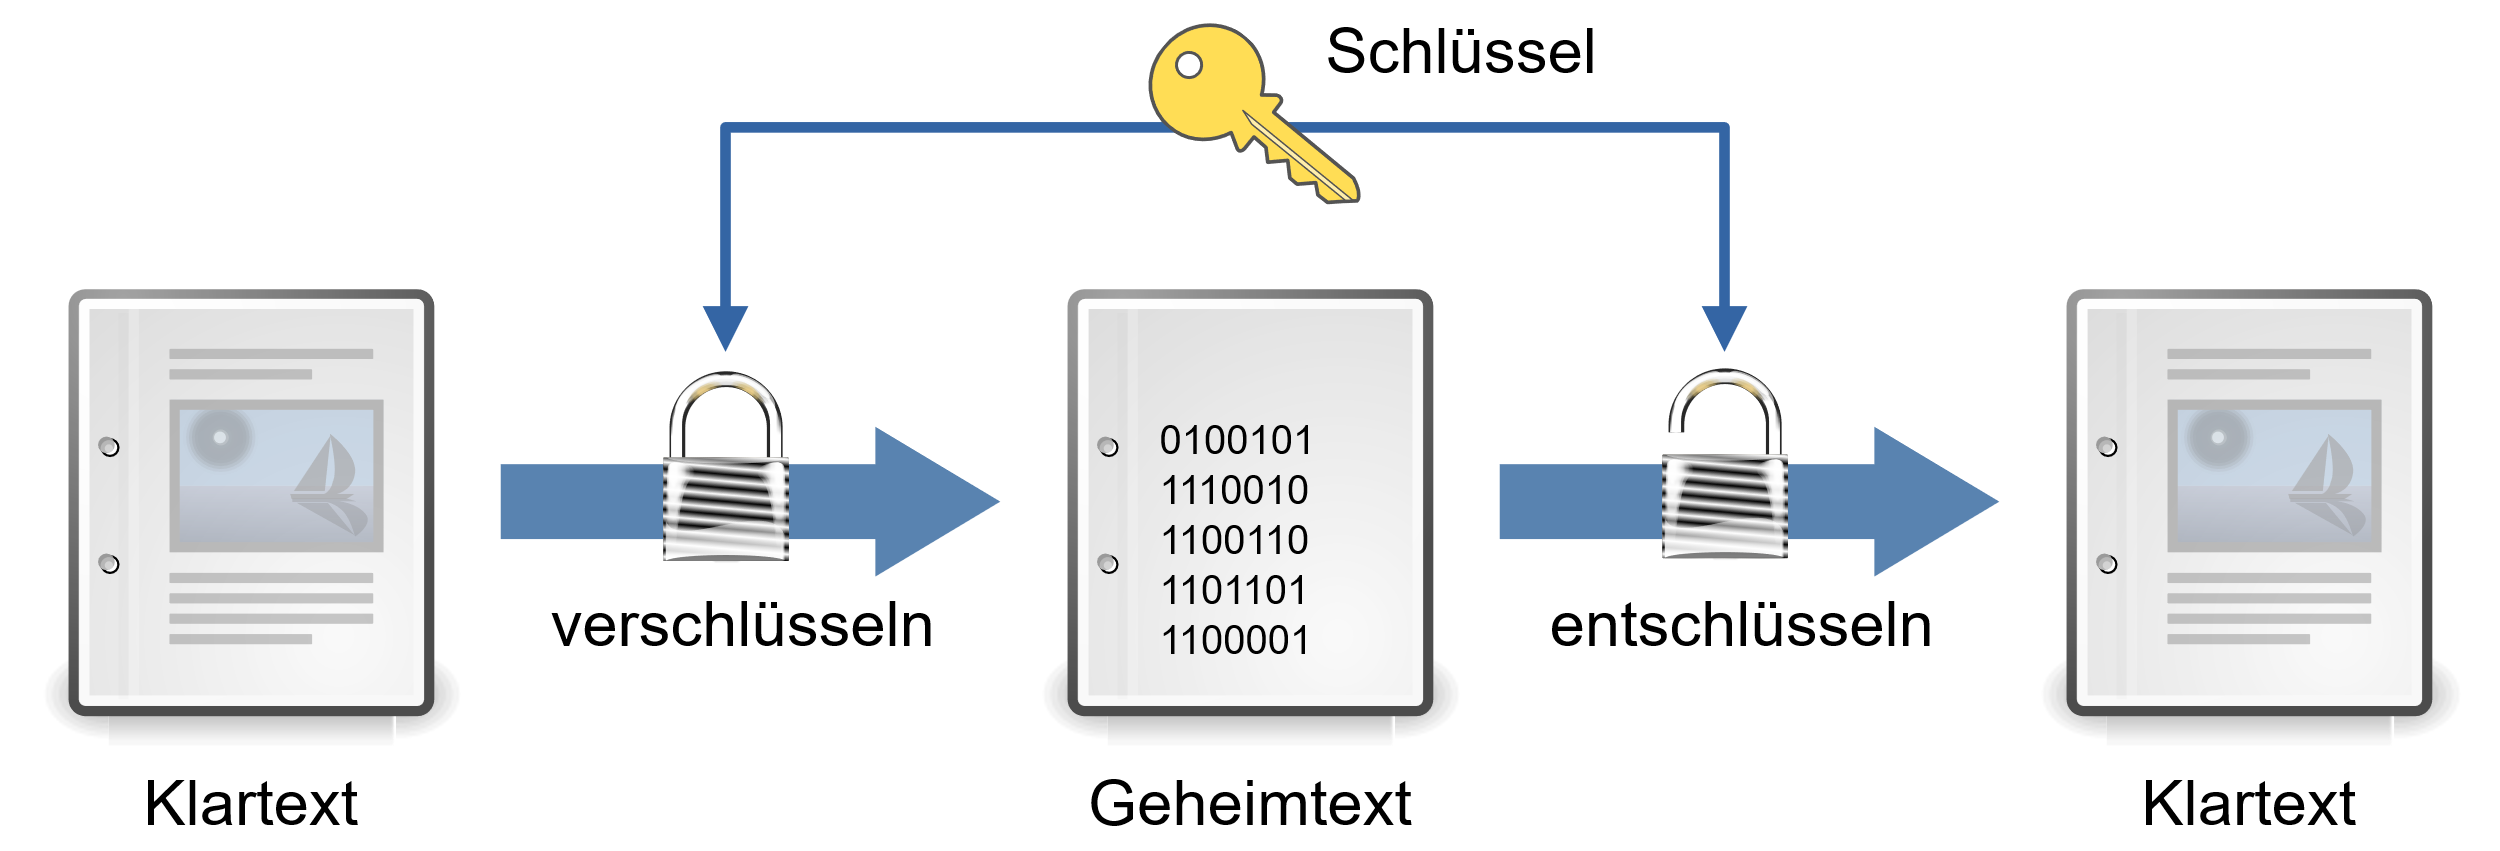 Schlüssel
verschlüsseln
0100101
1110010
1100110
1101101
1100001
entschlüsseln
Klartext
Geheimtext
Klartext